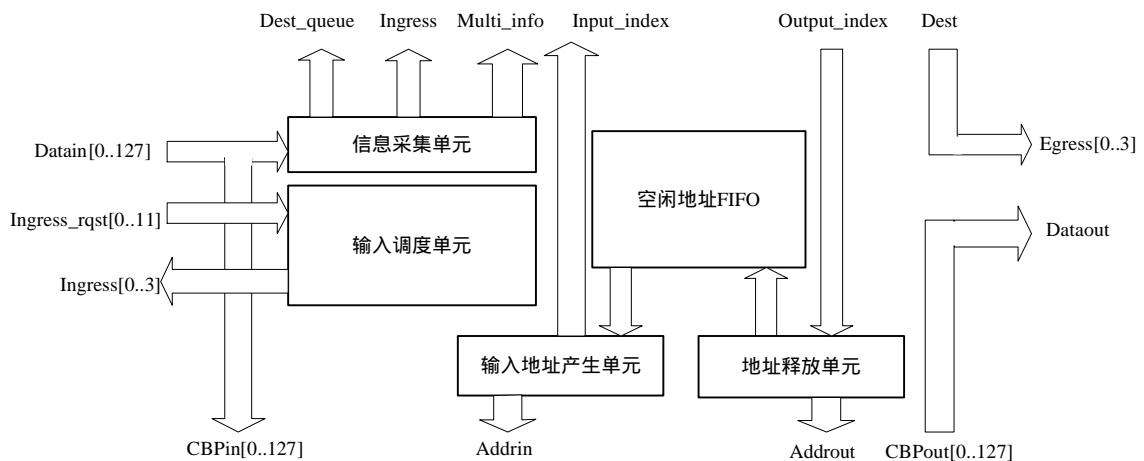 Dest_queue
Ingress
Multi_info
Input_index
Output_index
Dest
Datain[0..127]
信息采集单元
Egress[0..3]
空闲地址FIFO
Ingress_rqst[0..11]
输入调度单元
Dataout
Ingress[0..3]
输入地址产生单元
地址释放单元
CBPin[0..127]
Addrin
Addrout
CBPout[0..127]